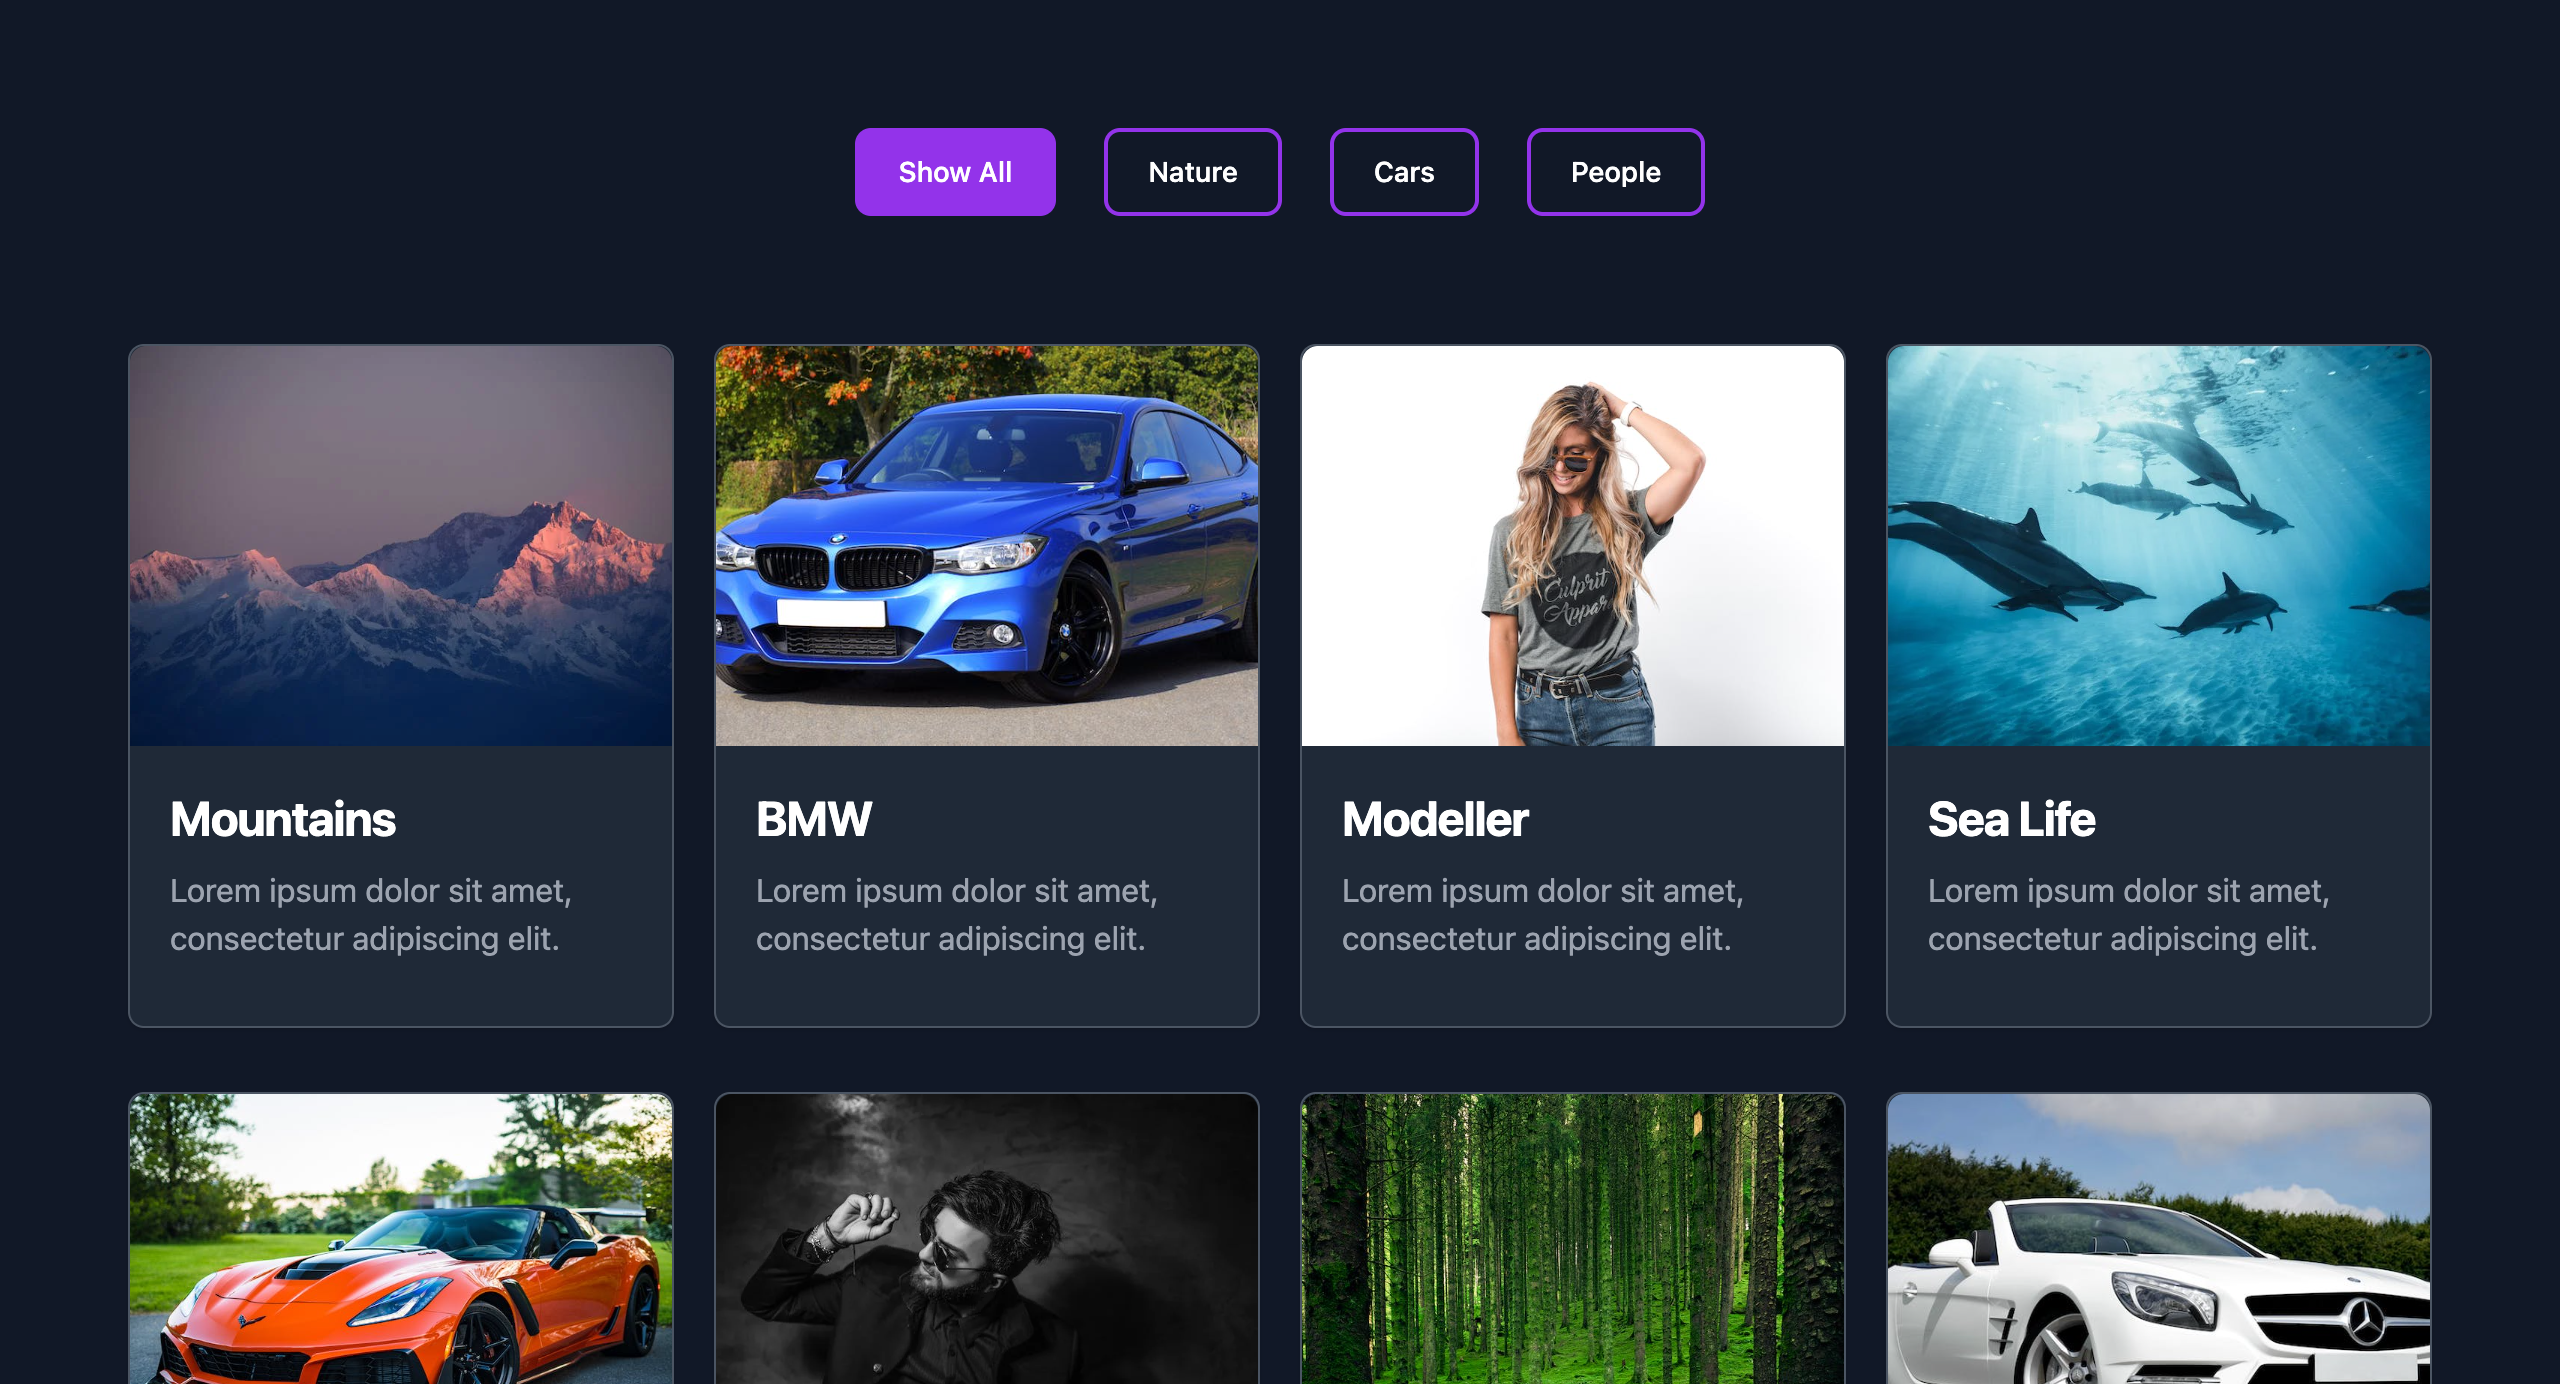 Show All
Nature
Cars
People
Culprit
Mountains
BMW
Modeller
Sea Life
Lorem ipsum dolor sit amet,
consectetur adipiscing elit.
Lorem ipsum dolor sit amet,
consectetur adipiscing elit.
Lorem ipsum dolor sit amet,
consectetur adipiscing elit.
Lorem ipsum dolor sit amet,
consectetur adipiscing elit.